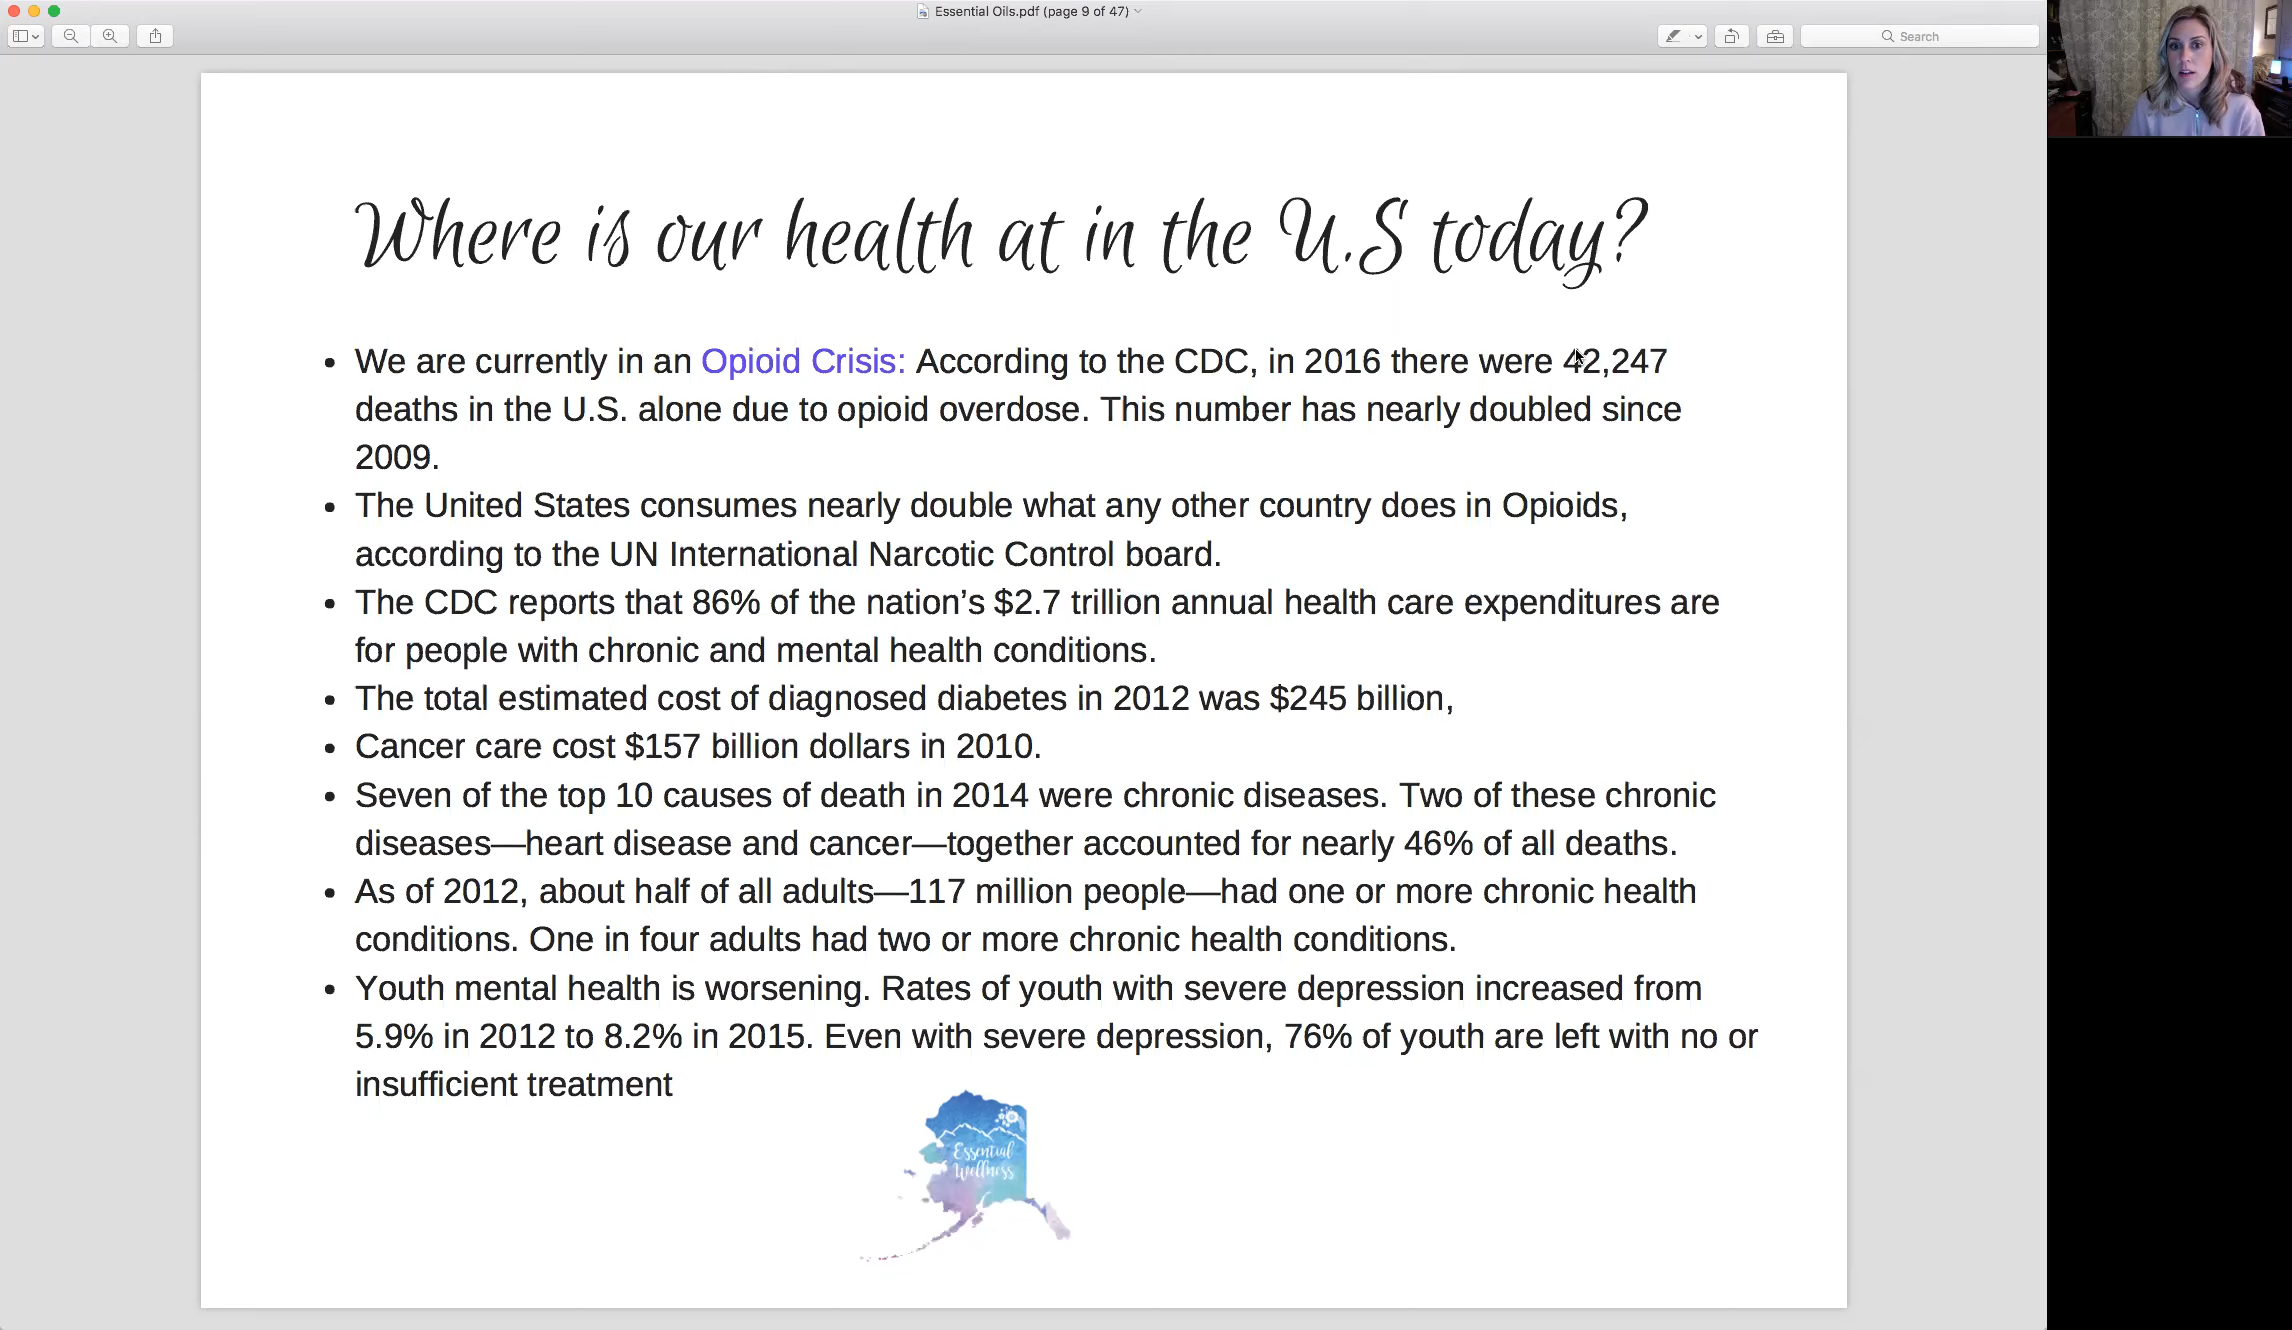 Essential Oils.pdf (page 9 of 47)
Search
Where is our health at in the U.S today?
• We are currently in an Opioid Crisis: According to the CDC, in 2016 there were 42,247
deaths in the U.S. alone due to opioid overdose. This number has nearly doubled since
2009.
• The United States consumes nearly double what any other country does in Opioids,
according to the UN International Narcotic Control board.
• The CDC reports that 86% of the nation’s $2.7 trillion annual health care expenditures are
for people with chronic and mental health conditions.
• The total estimated cost of diagnosed diabetes in 2012 was $245 billion,
• Cancer care cost $157 billion dollars in 2010.
• Seven of the top 10 causes of death in 2014 were chronic diseases. Two of these chronic
diseases—heart disease and cancer—together accounted for nearly 46% of all deaths.
• As of 2012, about half of all adults—117 million people—had one or more chronic health
conditions. One in four adults had two or more chronic health conditions.
• Youth mental health is worsening. Rates of youth with severe depression increased from
5.9% in 2012 to 8.2% in 2015. Even with severe depression, 76% of youth are left with no or
insufficient treatment
Essential
Wellness